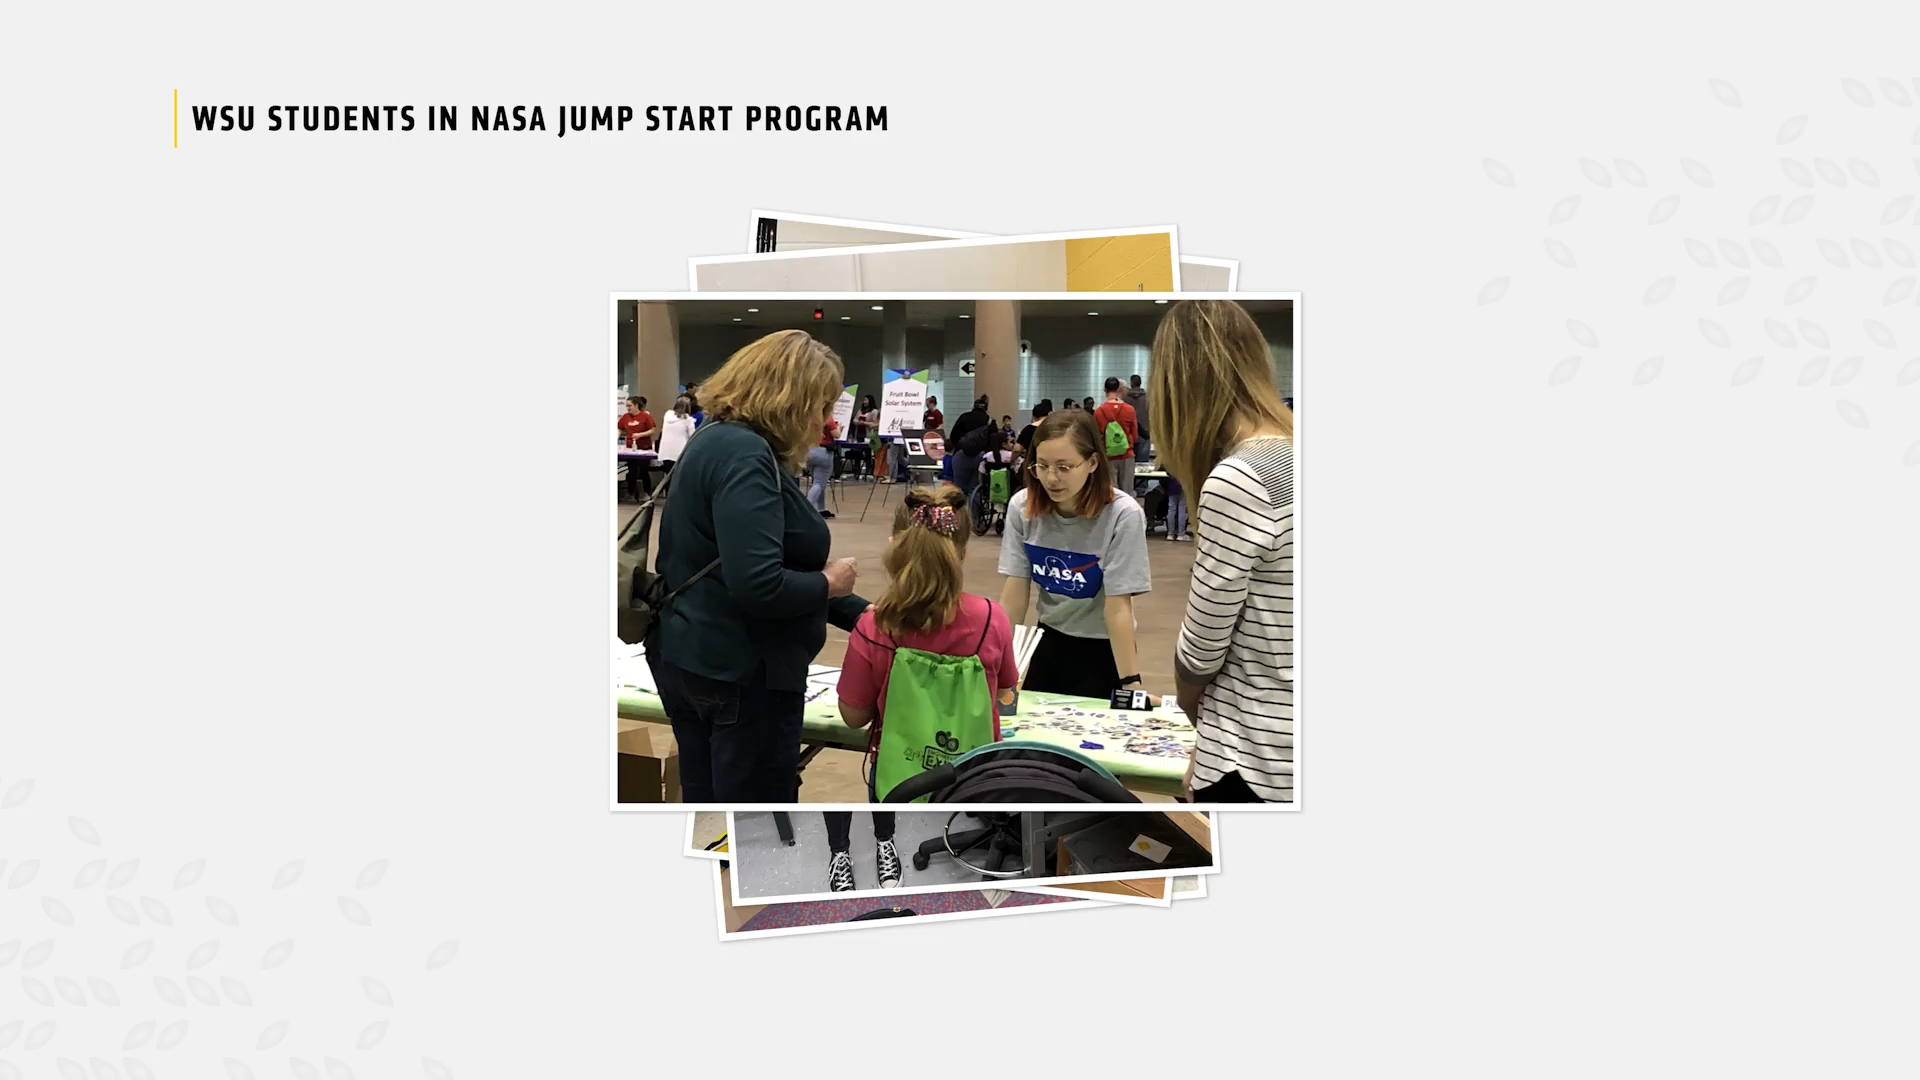 WSU STUDENTS IN NASA JUMP START PROGRAM
Fruit Bowl
Solar System
NASA